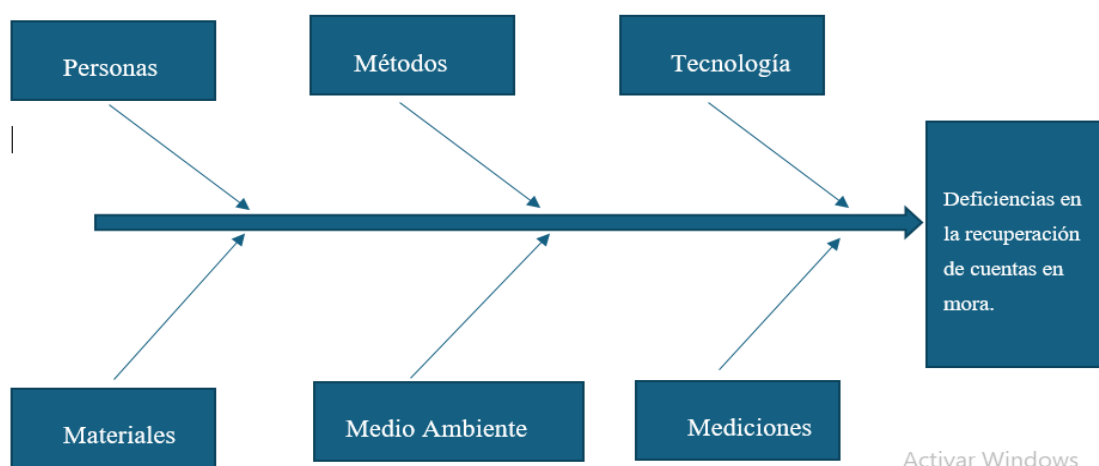 Personas
Métodos
Tecnología
Deficiencias en
la recuperación
de cuentas en
mora.
Materiales
Medio Ambiente
Mediciones
Activar Windows